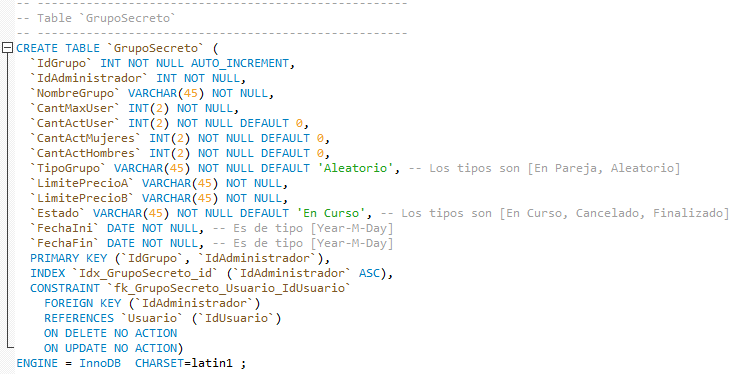 -- -----------------------------------------------------
-- Table `GrupoSecreto`
-- -----------------------------------------------------
CREATE TABLE `GrupoSecreto` (
  `IdGrupo` INT NOT NULL AUTO_INCREMENT,
  `IdAdministrador` INT NOT NULL,
  `NombreGrupo` VARCHAR(45) NOT NULL,
  `CantMaxUser` INT(2) NOT NULL,
  `CantActUser` INT(2) NOT NULL DEFAULT 0,
  `CantActMujeres` INT(2) NOT NULL DEFAULT 0,
  `CantActHombres` INT(2) NOT NULL DEFAULT 0,
  `TipoGrupo` VARCHAR(45) NOT NULL DEFAULT 'Aleatorio', -- Los tipos son [En Pareja, Aleatorio]
  `LimitePrecioA` VARCHAR(45) NOT NULL,
  `LimitePrecioB` VARCHAR(45) NOT NULL,
  `Estado` VARCHAR(45) NOT NULL DEFAULT 'En Curso', -- Los tipos son [En Curso, Cancelado, Finalizado]
  `FechaIni` DATE NOT NULL, -- Es de tipo [Year-M-Day]
  `FechaFin` DATE NOT NULL, -- Es de tipo [Year-M-Day]
  PRIMARY KEY (`IdGrupo`, `IdAdministrador`),
  INDEX `Idx_GrupoSecreto_id` (`IdAdministrador` ASC),
  CONSTRAINT `fk_GrupoSecreto_Usuario_IdUsuario`
    FOREIGN KEY (`IdAdministrador`)
    REFERENCES `Usuario` (`IdUsuario`)
    ON DELETE NO ACTION
    ON UPDATE NO ACTION)
ENGINE = InnoDB  CHARSET=latin1 ;